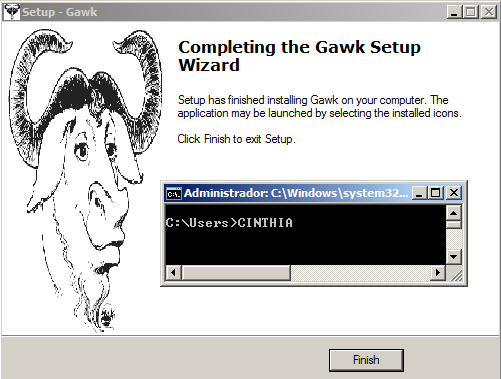 Setup - Gawk
Completing the Gawk Setup
Wizard
Setup has finished installing Gawk on your computer. The
application may be launched by selecting the installed icons.
Click Finish to exit Setup.
Administrador: C:\Windows\system32...
C:\Users>CINTHIA
Finish